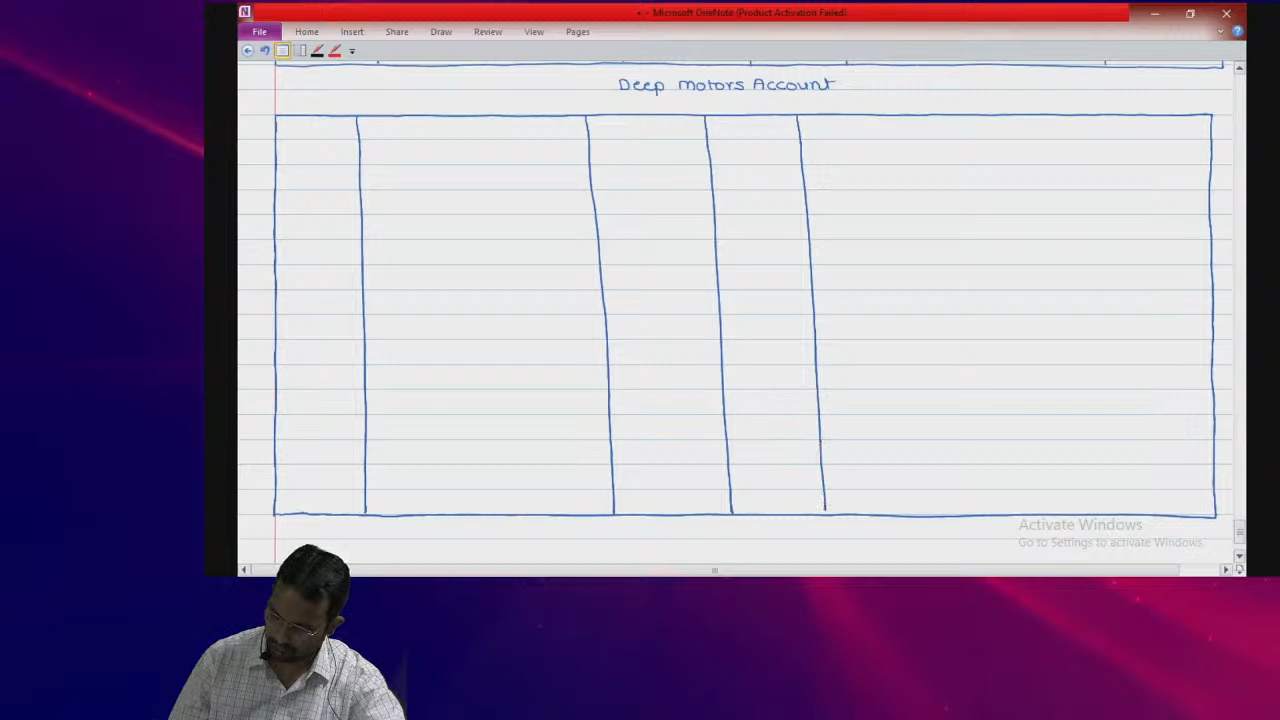 Microsoft OneNote (Product Activation Failed)
File Home Insert Share Draw Review View Pages
Deep motors Account
Activate Windows
Go to Settings to activate Windows.